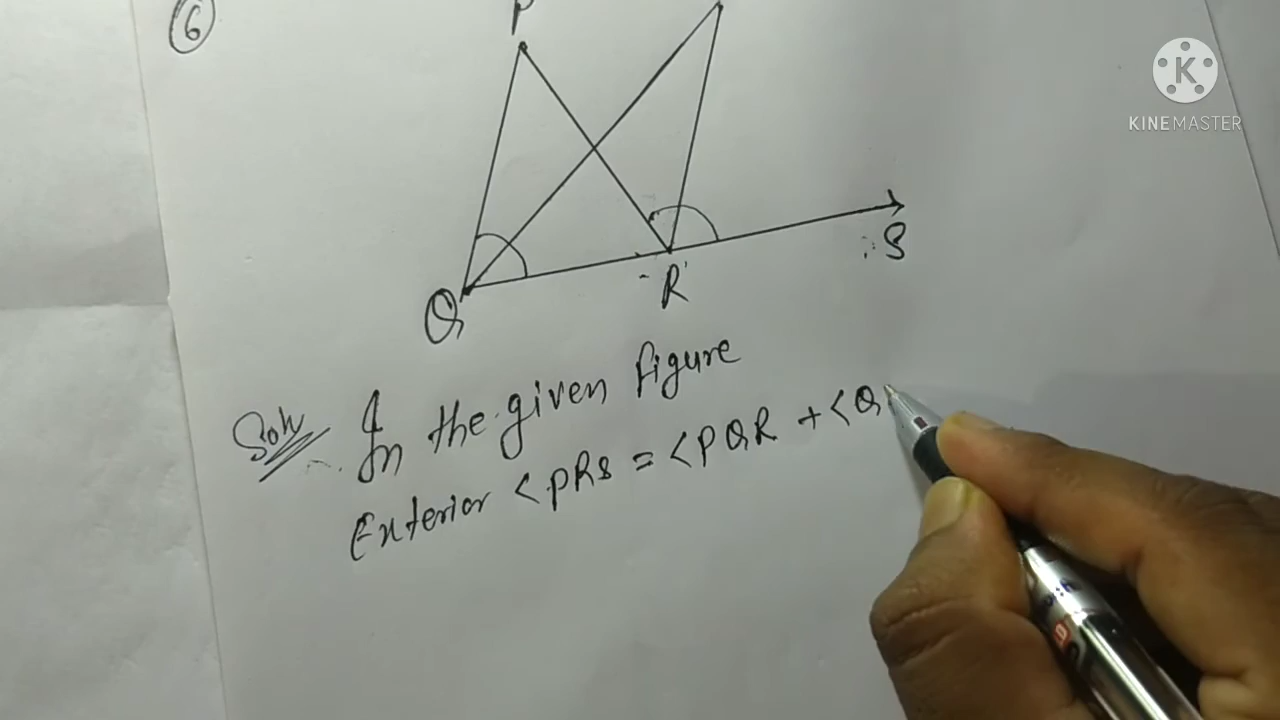 6
P
K
KINEMASTER
S
R
Q
Soln
In the given figure
Exterior <PRS = <PQR + <Q